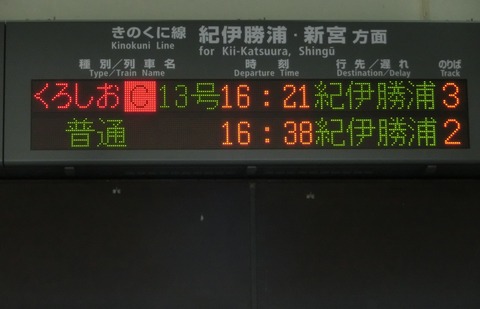 きのくに線 紀伊勝浦・新宮 方面
Kinokuni Line for Kii-Katsuura, Shingū
種別／列車名 時刻 行先／遅れ のりば
Type/Train Name Departure Time Destination/Delay Track
くろしお C 13号 16:21 紀伊勝浦 3
普通 16:38 紀伊勝浦 2